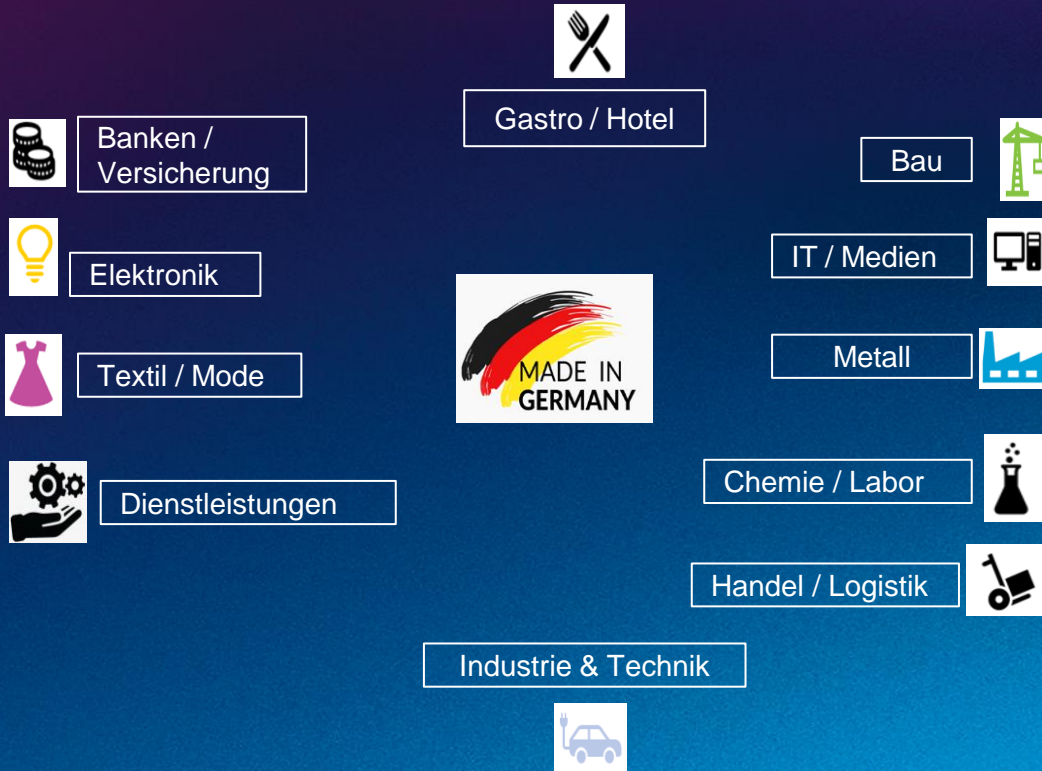 Gastro / Hotel
Banken /
Versicherung
Bau
IT / Medien
Elektronik
MADE IN
GERMANY
Metall
Textil / Mode
Chemie / Labor
Dienstleistungen
Handel / Logistik
Industrie & Technik